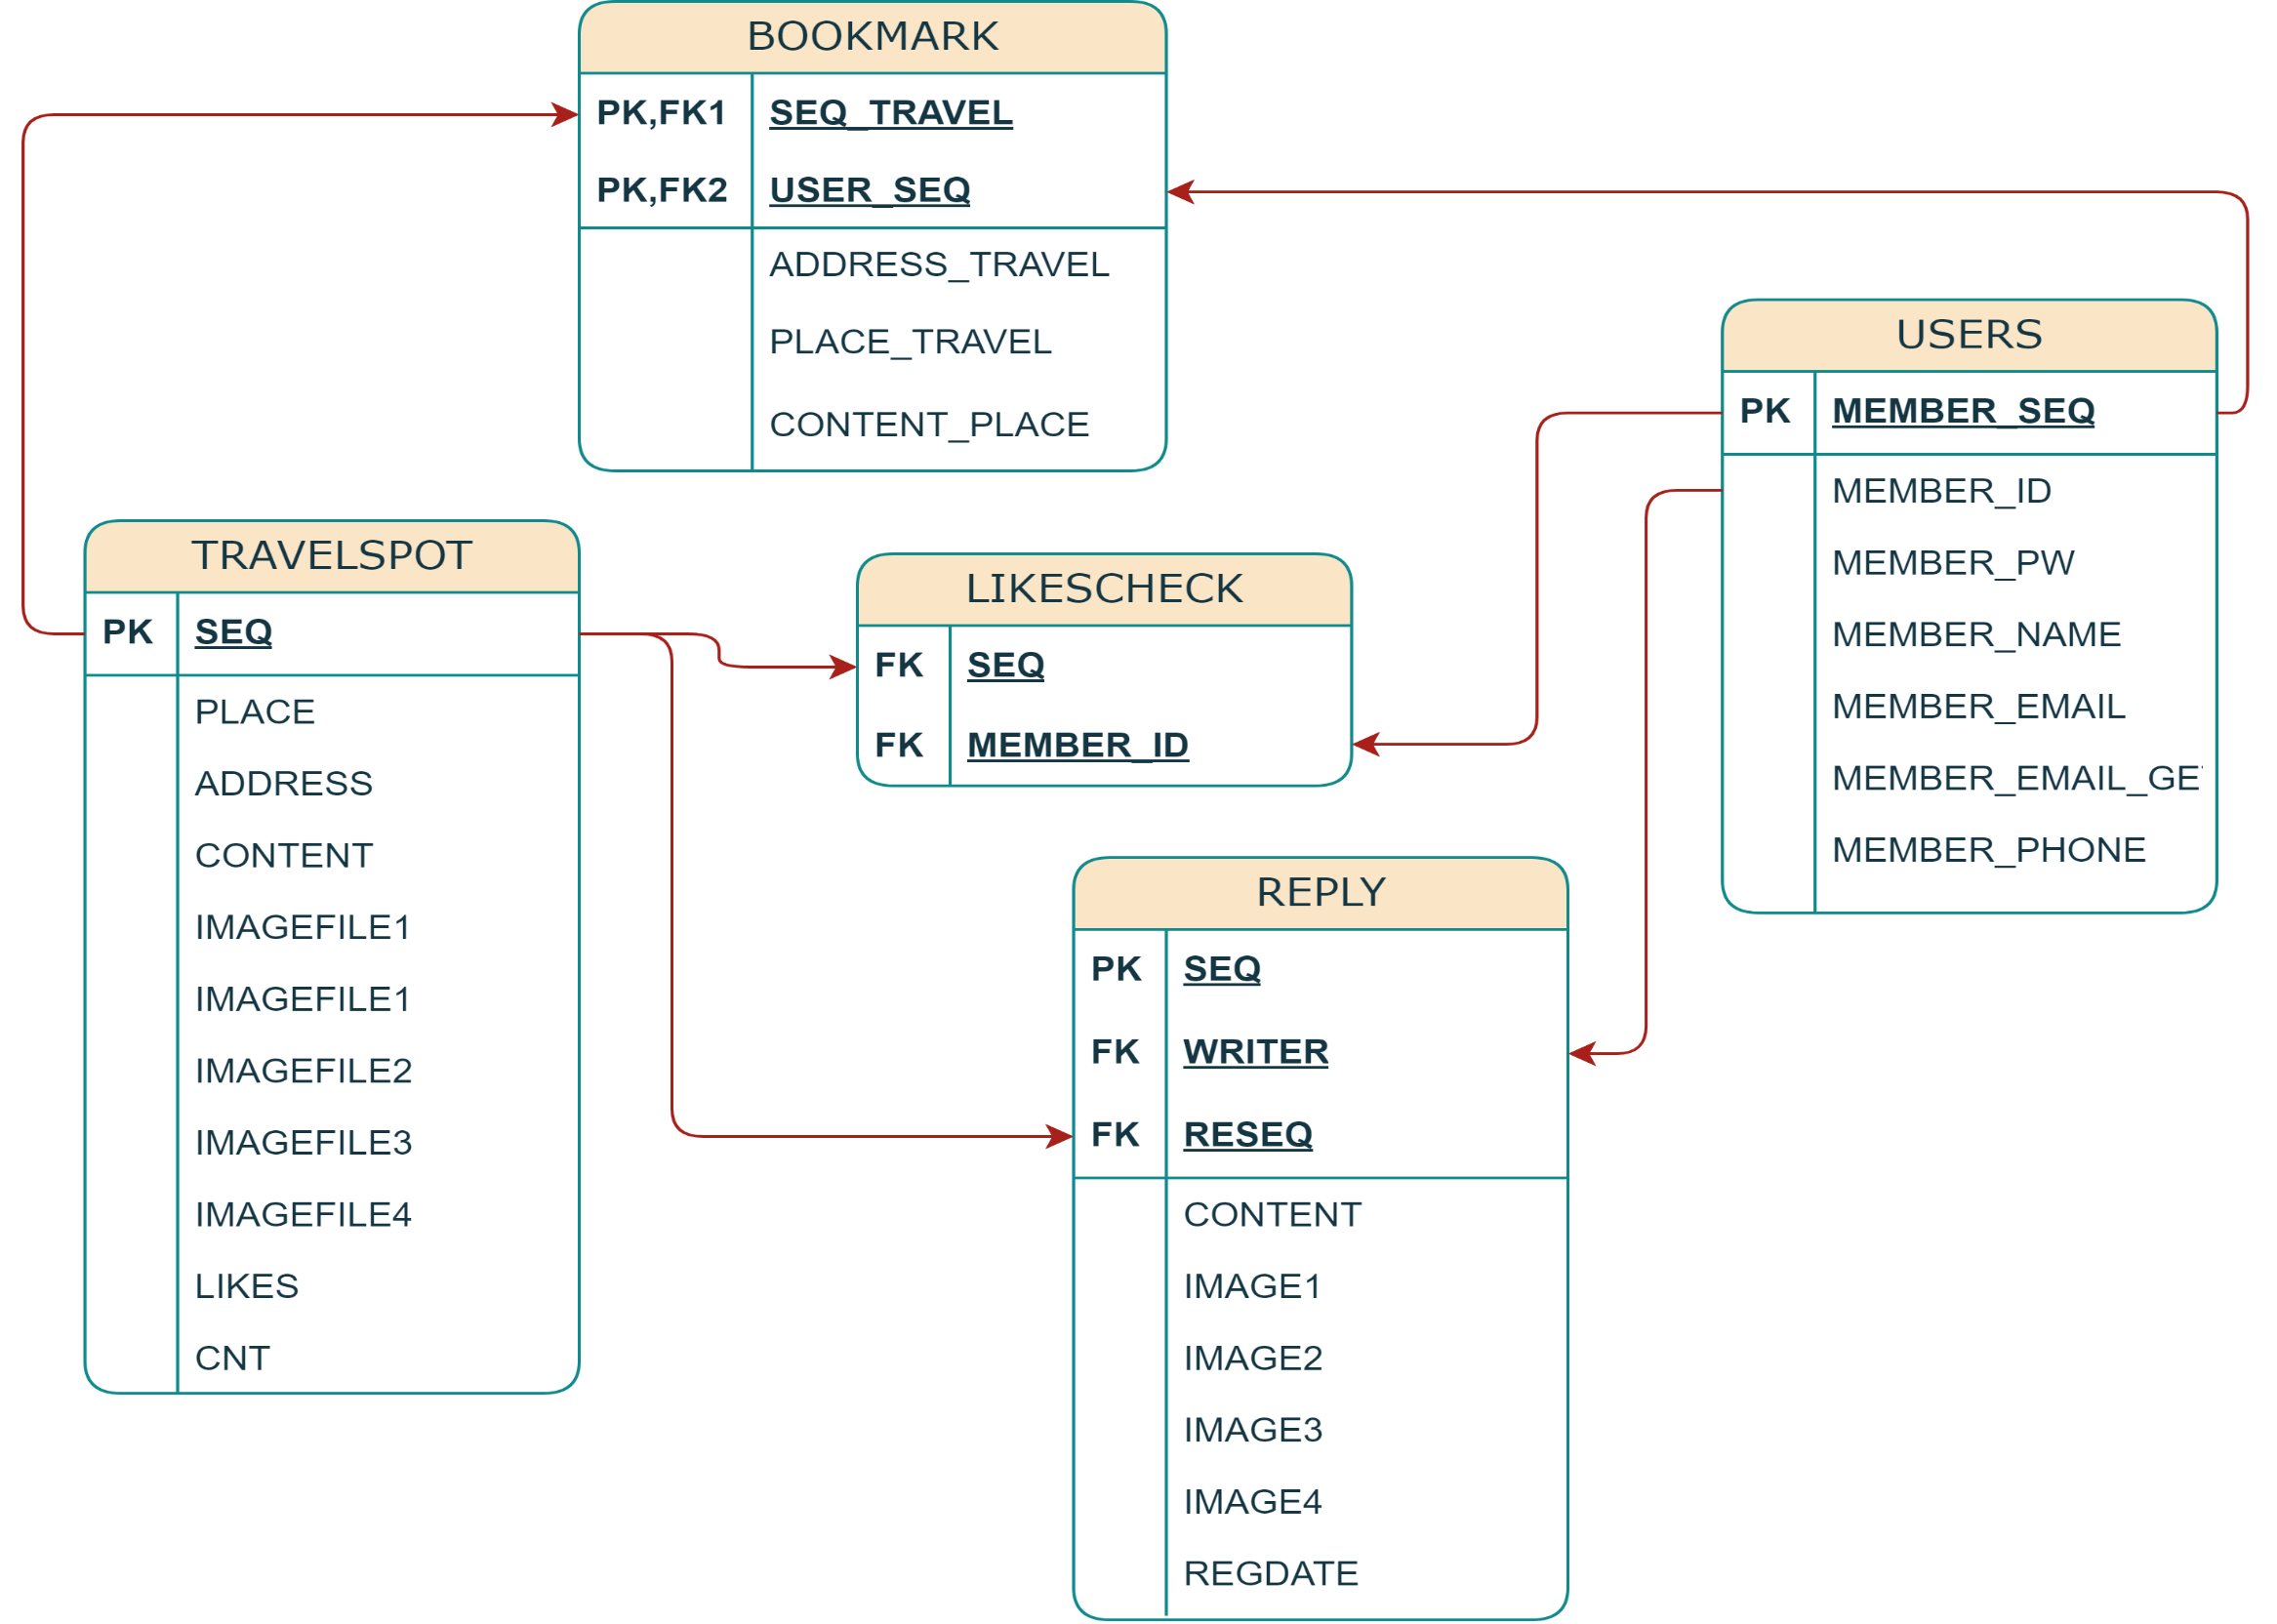 BOOKMARK
PK,FK1 SEQ_TRAVEL
PK,FK2 USER_SEQ
ADDRESS_TRAVEL
PLACE_TRAVEL
CONTENT_PLACE
USERS
PK MEMBER_SEQ
MEMBER_ID
MEMBER_PW
MEMBER_NAME
MEMBER_EMAIL
MEMBER_EMAIL_GE
MEMBER_PHONE
TRAVELSPOT
PK SEQ
PLACE
ADDRESS
CONTENT
IMAGEFILE1
IMAGEFILE1
IMAGEFILE2
IMAGEFILE3
IMAGEFILE4
LIKES
CNT
LIKESCHECK
FK SEQ
FK MEMBER_ID
REPLY
PK SEQ
FK WRITER
FK RESEQ
CONTENT
IMAGE1
IMAGE2
IMAGE3
IMAGE4
REGDATE